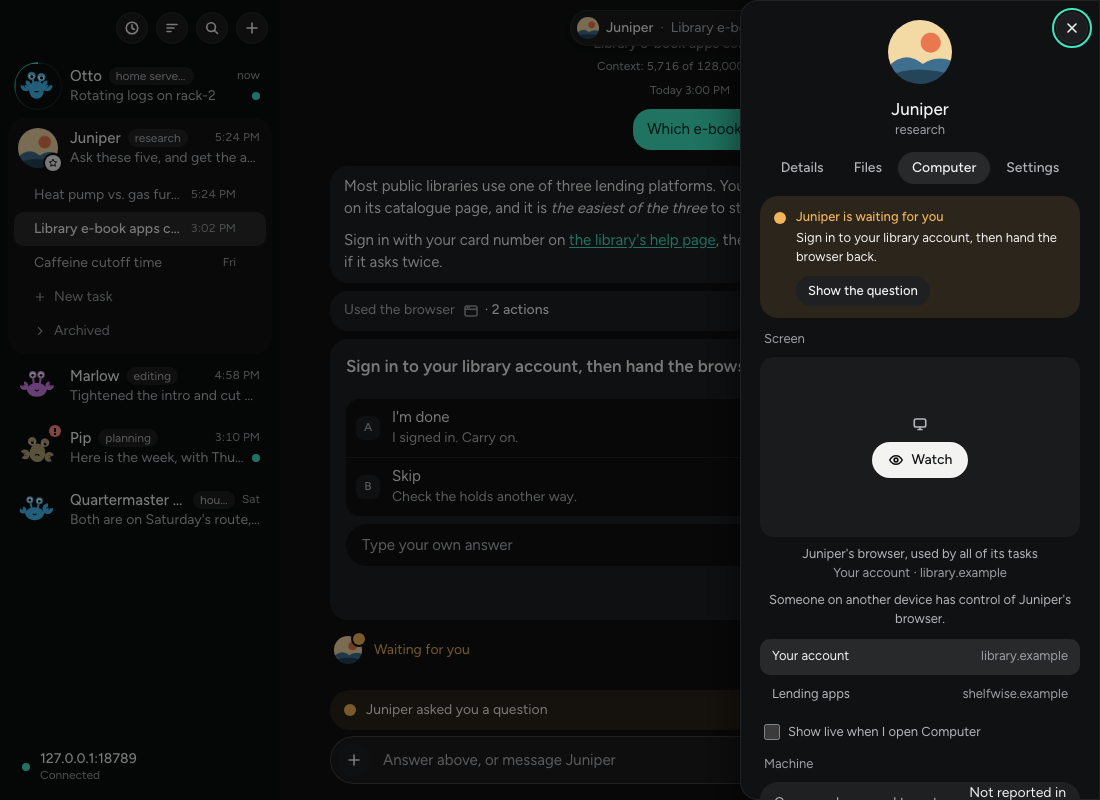 Otto home serve... now
Rotating logs on rack-2
Juniper research 5:24 PM
Ask these five, and get the a...
Heat pump vs. gas fur... 5:24 PM
Library e-book apps c... 3:02 PM
Caffeine cutoff time Fri
New task
Archived
Marlow editing 4:58 PM
Tightened the intro and cut ...
Pip planning 3:10 PM
Here is the week, with Thu...
Quartermaster ... hou... Sat
Both are on Saturday's route,...
127.0.0.1:18789
Connected
Juniper · Library e-b
Library e-book apps
Context: 5,716 of 128,000
Today 3:00 PM
Which e-book
Most public libraries use one of three lending platforms. You
on its catalogue page, and it is the easiest of the three to st
Sign in with your card number on the library's help page, the
if it asks twice.
Used the browser · 2 actions
Sign in to your library account, then hand the brows
A I'm done
I signed in. Carry on.
B Skip
Check the holds another way.
Type your own answer
Waiting for you
Juniper asked you a question
Answer above, or message Juniper
Juniper
research
Details Files Computer Settings
Juniper is waiting for you
Sign in to your library account, then hand the
browser back.
Show the question
Screen
Watch
Juniper's browser, used by all of its tasks
Your account · library.example
Someone on another device has control of Juniper's
browser.
Your account library.example
Lending apps shelfwise.example
Show live when I open Computer
Machine
Not reported in